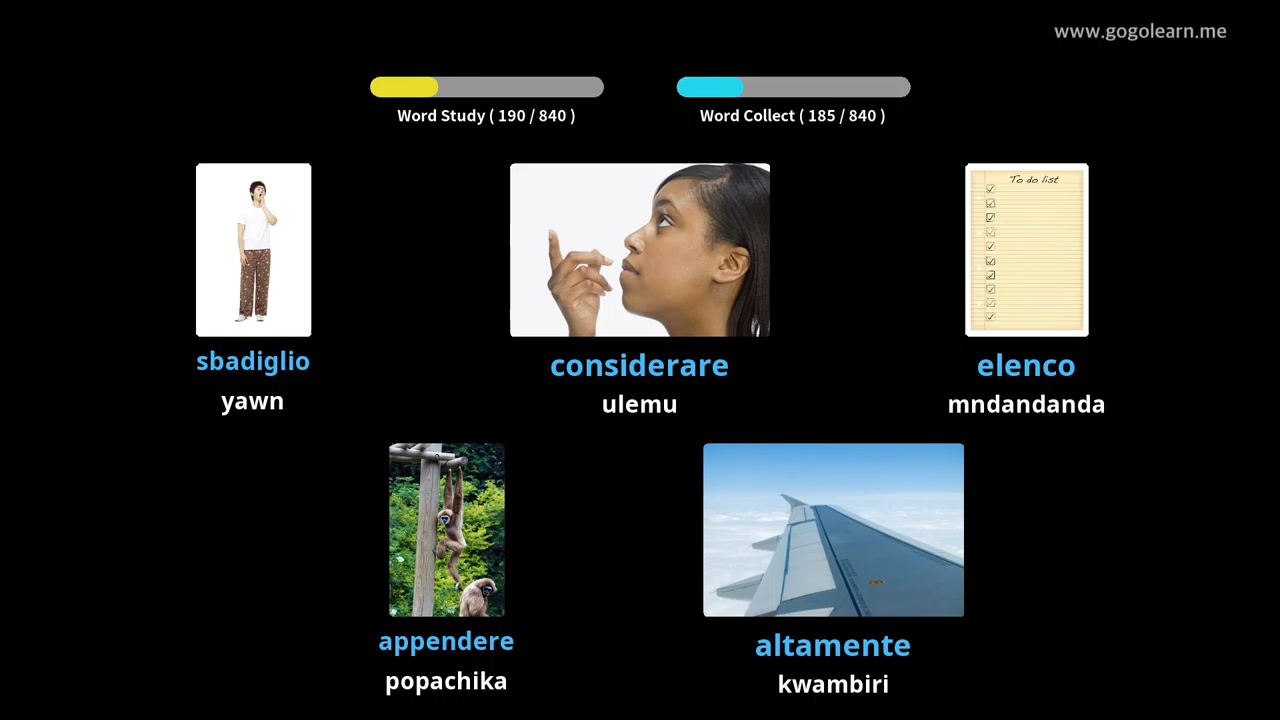 www.gogolearn.me
Word Study ( 190 / 840 )
Word Collect ( 185 / 840 )
To do list
sbadiglio
considerare
elenco
yawn
ulemu
mndandanda
appendere
altamente
popachika
kwambiri